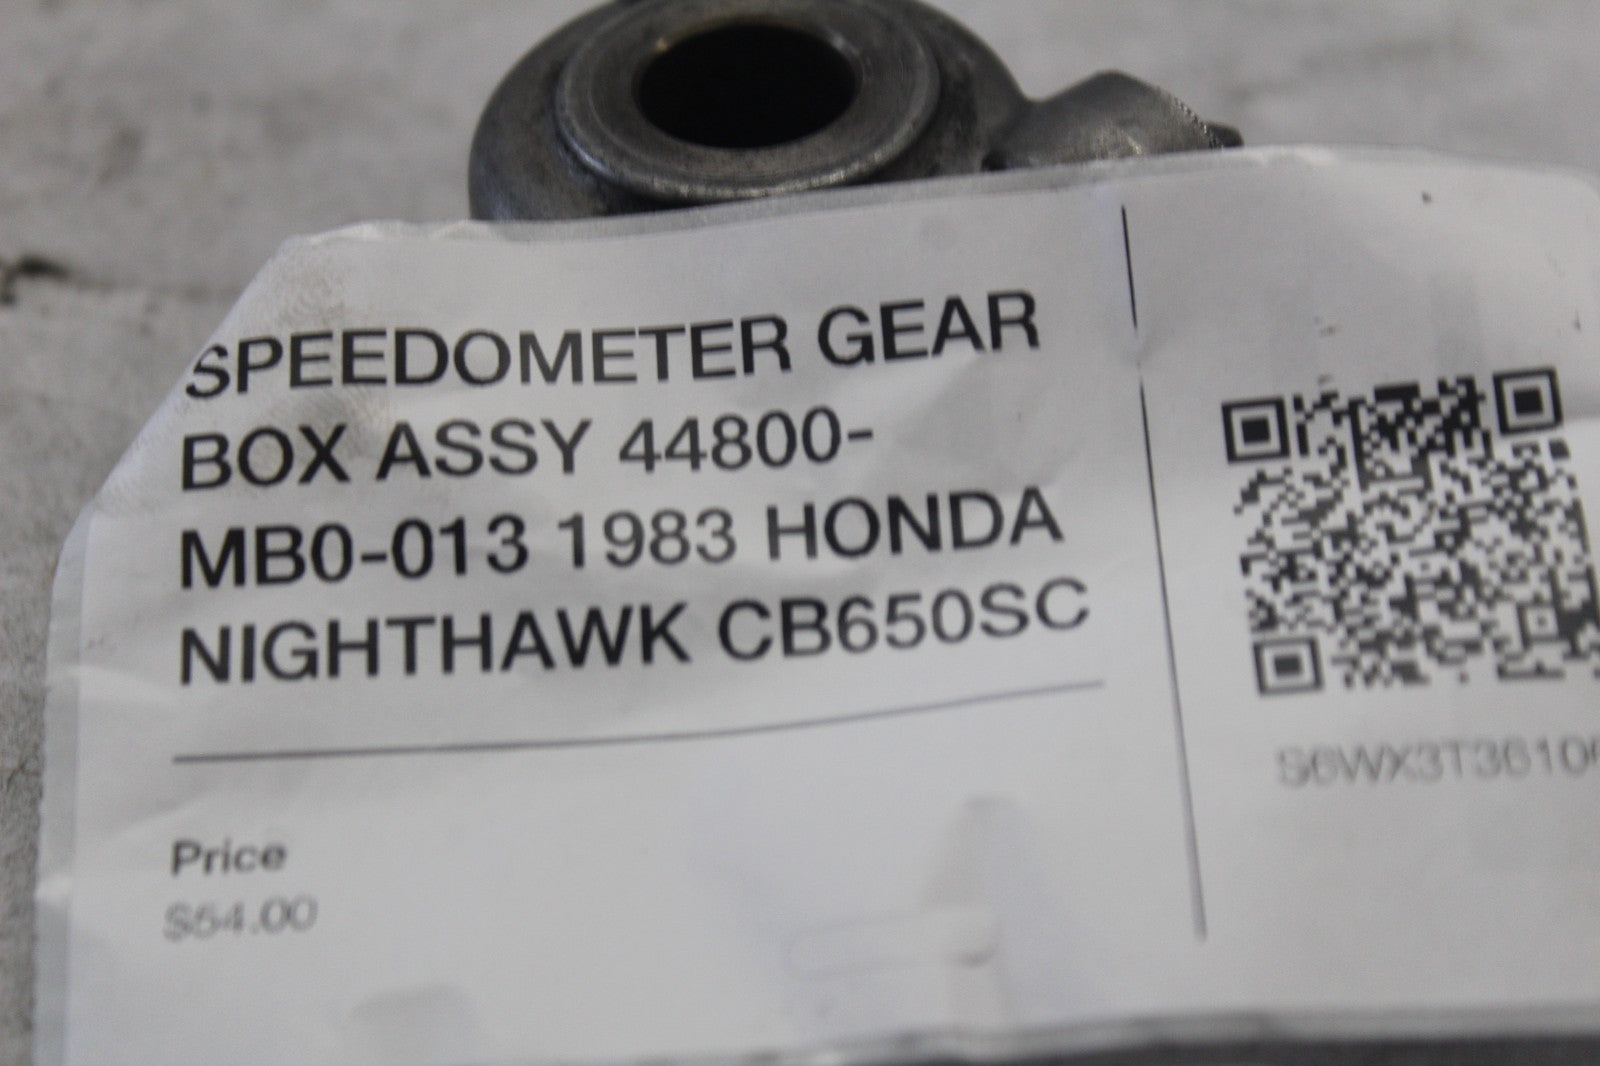 SPEEDOMETER GEAR
BOX ASSY 44800-
MB0-013 1983 HONDA
NIGHTHAWK CB650SC
Price
$54.00